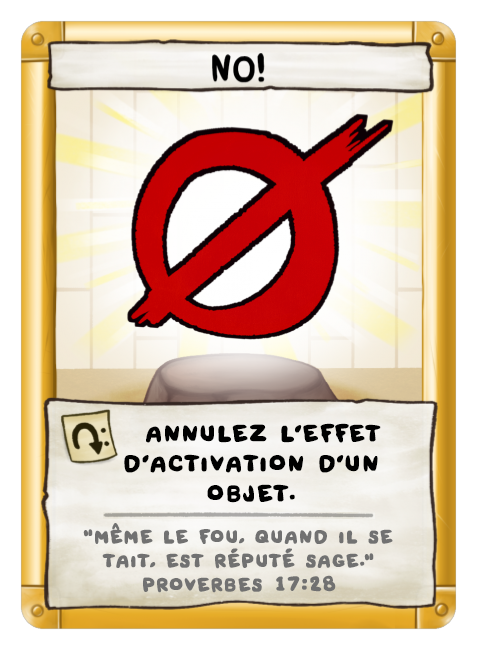 NO!
ANNULEZ L'EFFET
D'ACTIVATION D'UN
OBJET.
"MÊME LE FOU, QUAND IL SE
TAIT, EST RÉPUTÉ SAGE."
PROVERBES 17:28